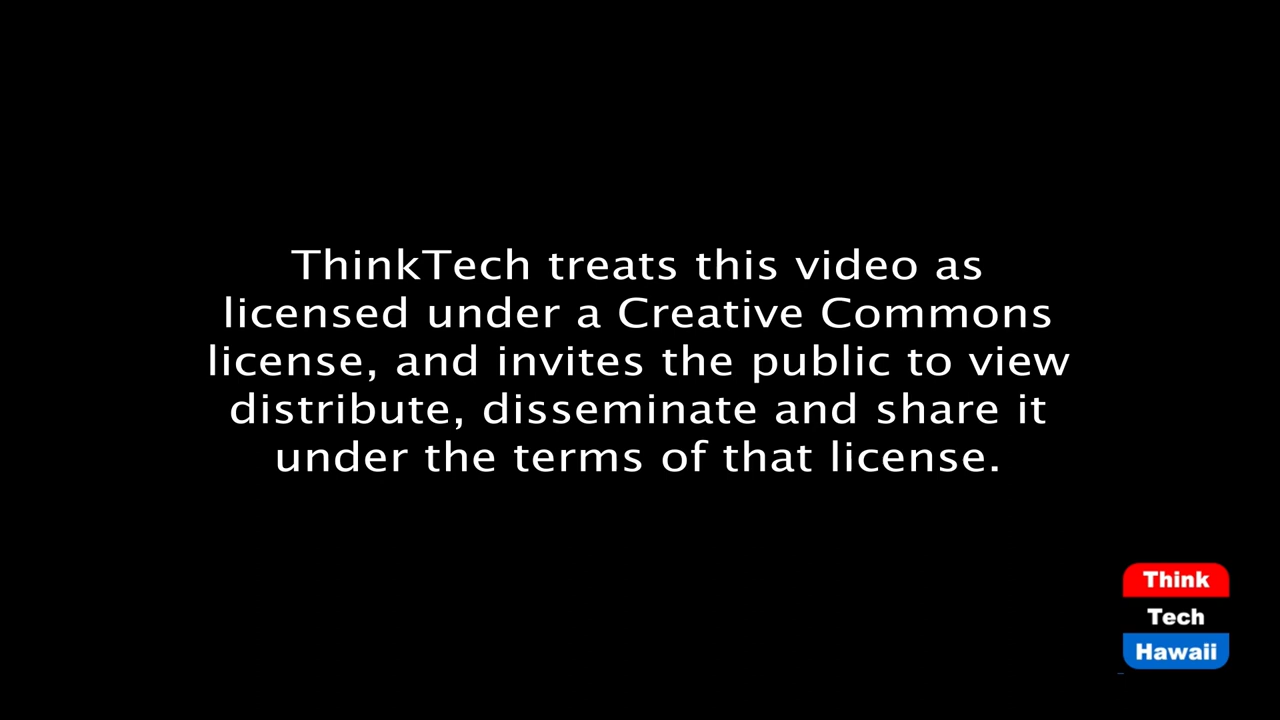 ThinkTech treats this video as
licensed under a Creative Commons
license, and invites the public to view
distribute, disseminate and share it
under the terms of that license.
Think
Tech
Hawaii